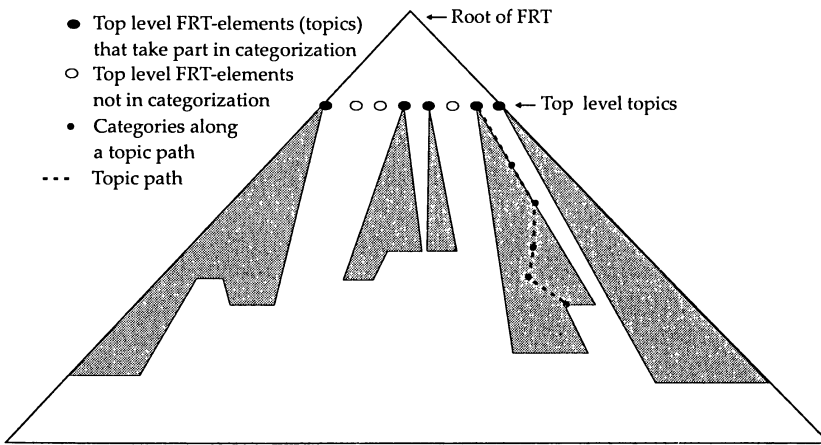 Root of FRT
Top level FRT-elements (topics)
that take part in categorization
Top level FRT-elements
not in categorization
Top level topics
Categories along
a topic path
Topic path